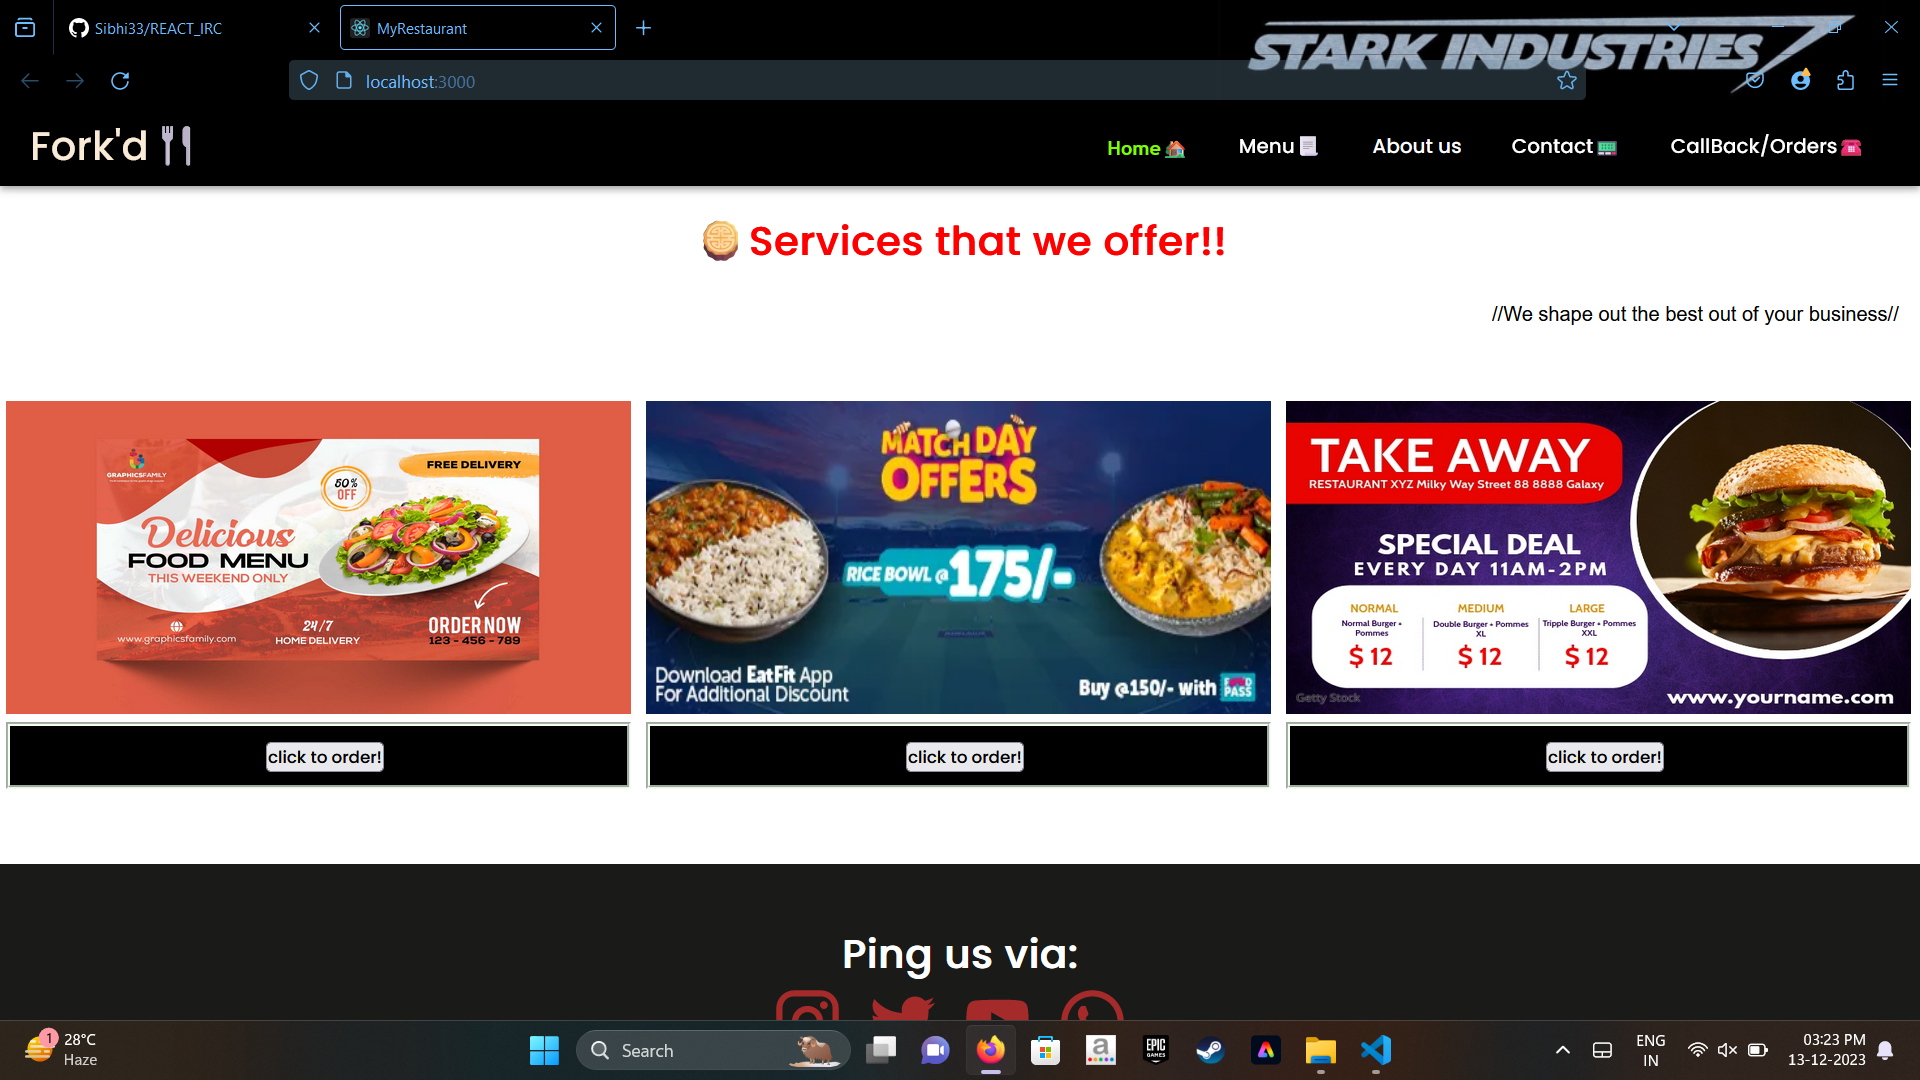 Sibhi33/REACT_IRC
MyRestaurant
STARK INDUSTRIES
localhost:3000
Fork'd
Home
Menu
About us
Contact
CallBack/Orders
Services that we offer!!
//We shape out the best out of your business//
GRAPHICSFAMILY
FREE DELIVERY
50%
OFF
Delicious
FOOD MENU
THIS WEEKEND ONLY
www.graphicsfamily.com
24/7
HOME DELIVERY
ORDER NOW
123 - 456 - 789
MATCH DAY
OFFERS
RICE BOWL @175/-
Download EatFit App
For Additional Discount
Buy @150/- with FOOD PASS
TAKE AWAY
RESTAURANT XYZ Milky Way Street 88 8888 Galaxy
SPECIAL DEAL
EVERY DAY 11AM-2PM
NORMAL
Normal Burger +
Pommes
$ 12
MEDIUM
Double Burger + Pommes
XL
$ 12
LARGE
Tripple Burger + Pommes
XXL
$ 12
Getty Stock
www.yourname.com
click to order!
click to order!
click to order!
Ping us via:
1
28°C
Haze
Search
EPIC
GAMES
ENG
IN
03:23 PM
13-12-2023